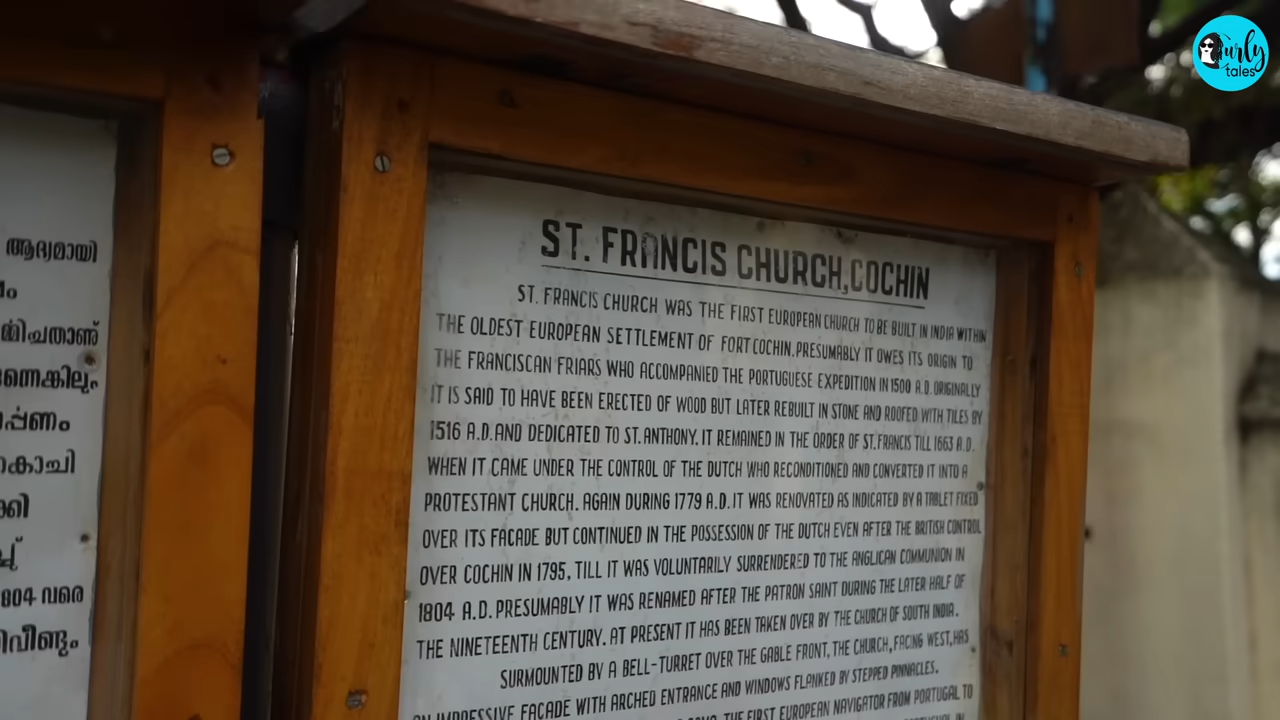 Curly
tales
ആദ്യമായി
മ്മിച്ചതാണ്
ന്നെങ്കിലും
കൊച്ചി
804 വരെ
വീണ്ടും
ST. FRANCIS CHURCH,COCHIN
ST. FRANCIS CHURCH WAS THE FIRST EUROPEAN CHURCH TO BE BUILT IN INDIA WITHIN
THE OLDEST EUROPEAN SETTLEMENT OF FORT COCHIN.PRESUMABLY IT OWES ITS ORIGIN TO
THE FRANCISCAN FRIARS WHO ACCOMPANIED THE PORTUGUESE EXPEDITION IN 1500 A.D. ORIGINALLY
IT IS SAID TO HAVE BEEN ERECTED OF WOOD BUT LATER REBUILT IN STONE AND ROOFED WITH TILES BY
1516 A.D.AND DEDICATED TO ST.ANTHONY. IT REMAINED IN THE ORDER OF ST.FRANCIS TILL 1663 A.D.
WHEN IT CAME UNDER THE CONTROL OF THE DUTCH WHO RECONDITIONED AND CONVERTED IT INTO A
PROTESTANT CHURCH. AGAIN DURING 1779 A.D.IT WAS RENOVATED AS INDICATED BY A TABLET FIXED
OVER ITS FACADE BUT CONTINUED IN THE POSSESSION OF THE DUTCH EVEN AFTER THE BRITISH CONTROL
OVER COCHIN IN 1795, TILL IT WAS VOLUNTARILY SURRENDERED TO THE ANGLICAN COMMUNION IN
1804 A.D. PRESUMABLY IT WAS RENAMED AFTER THE PATRON SAINT DURING THE LATER HALF OF
THE NINETEENTH CENTURY. AT PRESENT IT HAS BEEN TAKEN OVER BY THE CHURCH OF SOUTH INDIA.
SURMOUNTED BY A BELL-TURRET OVER THE GABLE FRONT, THE CHURCH, FACING WEST,HAS
AN IMPRESSIVE FACADE WITH ARCHED ENTRANCE AND WINDOWS FLANKED BY STEPPED PINNACLES.
THE FIRST EUROPEAN NAVIGATOR FROM PORTUGAL TO